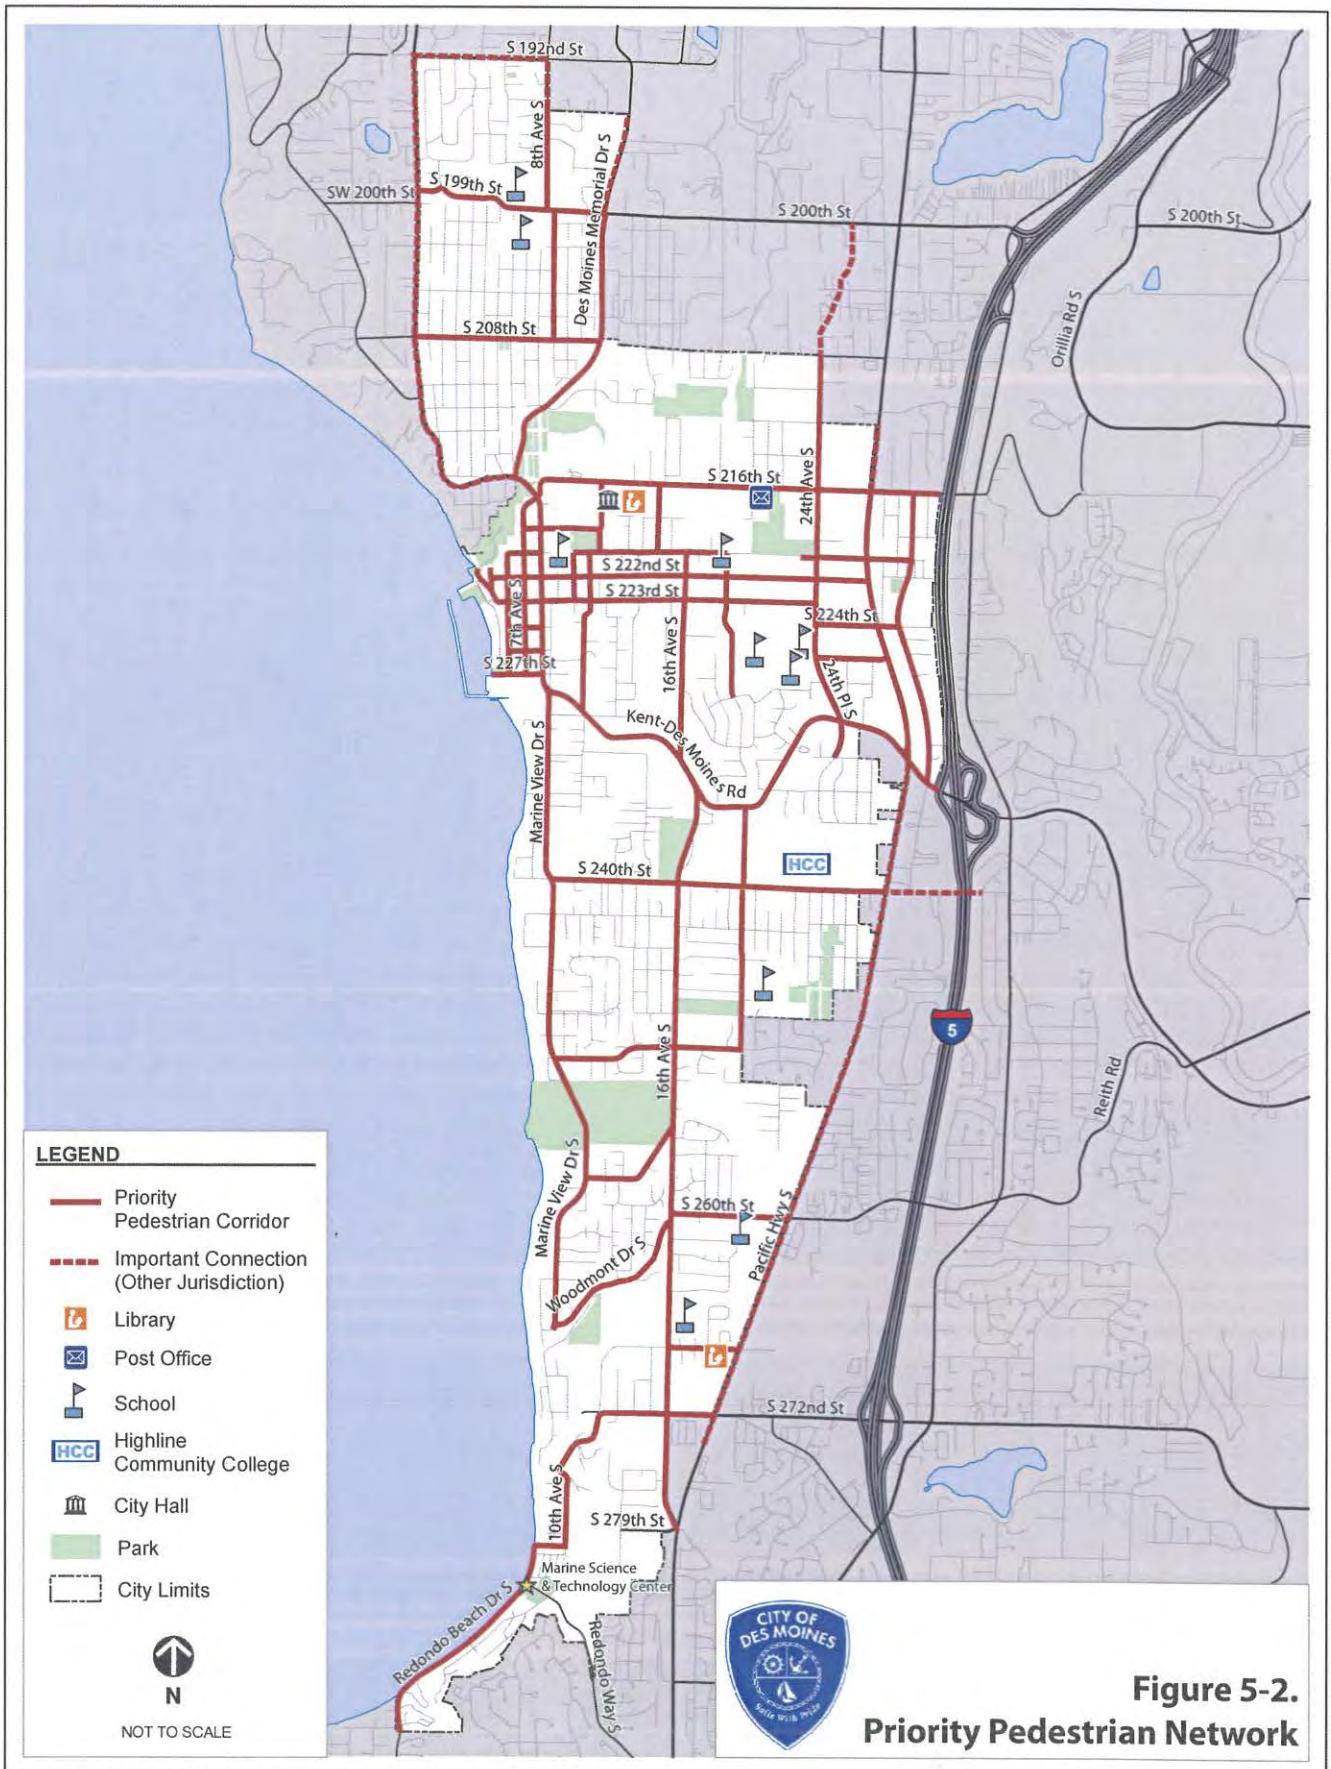 S 192nd St
8th Ave S
Des Moines Memorial Dr S
S 199th St
SW 200th St
S 200th St
S 200th St
Orillia Rd S
S 208th St
24th Ave S
S 216th St
S 222nd St
S 223rd St
7th Ave S
S 224th St
16th Ave S
S 227th St
24th Pl S
Kent-Des Moines Rd
Marine View Dr S
HCC
S 240th St
5
16th Ave S
Reith Rd
Marine View Dr S
S 260th St
Pacific Hwy S
Woodmont Dr S
S 272nd St
10th Ave S
S 279th St
Marine Science
& Technology Center
Redondo Beach Dr S
Redondo Way S
LEGEND
Priority
Pedestrian Corridor
Important Connection
(Other Jurisdiction)
Library
Post Office
School
HCC
Highline
Community College
City Hall
Park
City Limits
N
NOT TO SCALE
CITY OF
DES MOINES
Sails With Pride
Figure 5-2.
Priority Pedestrian Network